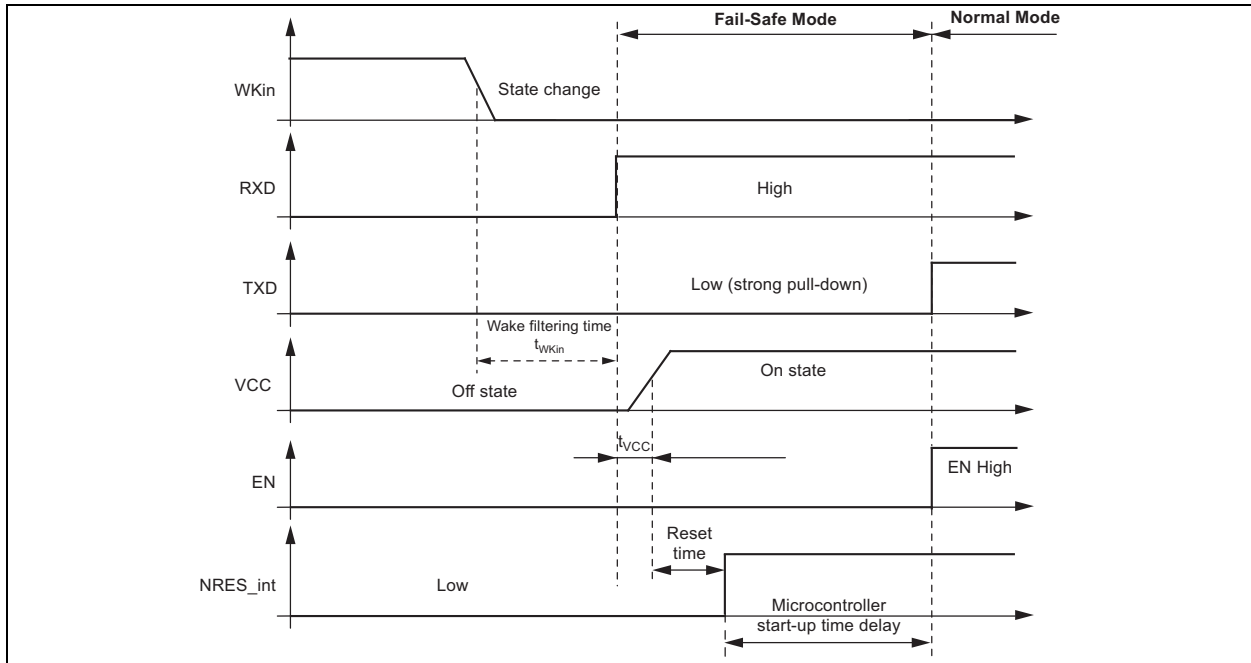 Fail-Safe Mode
Normal Mode
WKin
State change
RXD
High
TXD
Low (strong pull-down)
Wake filtering time
tWKin
VCC
Off state
On state
tVCC
EN
EN High
Reset
time
NRES_int
Low
Microcontroller
start-up time delay